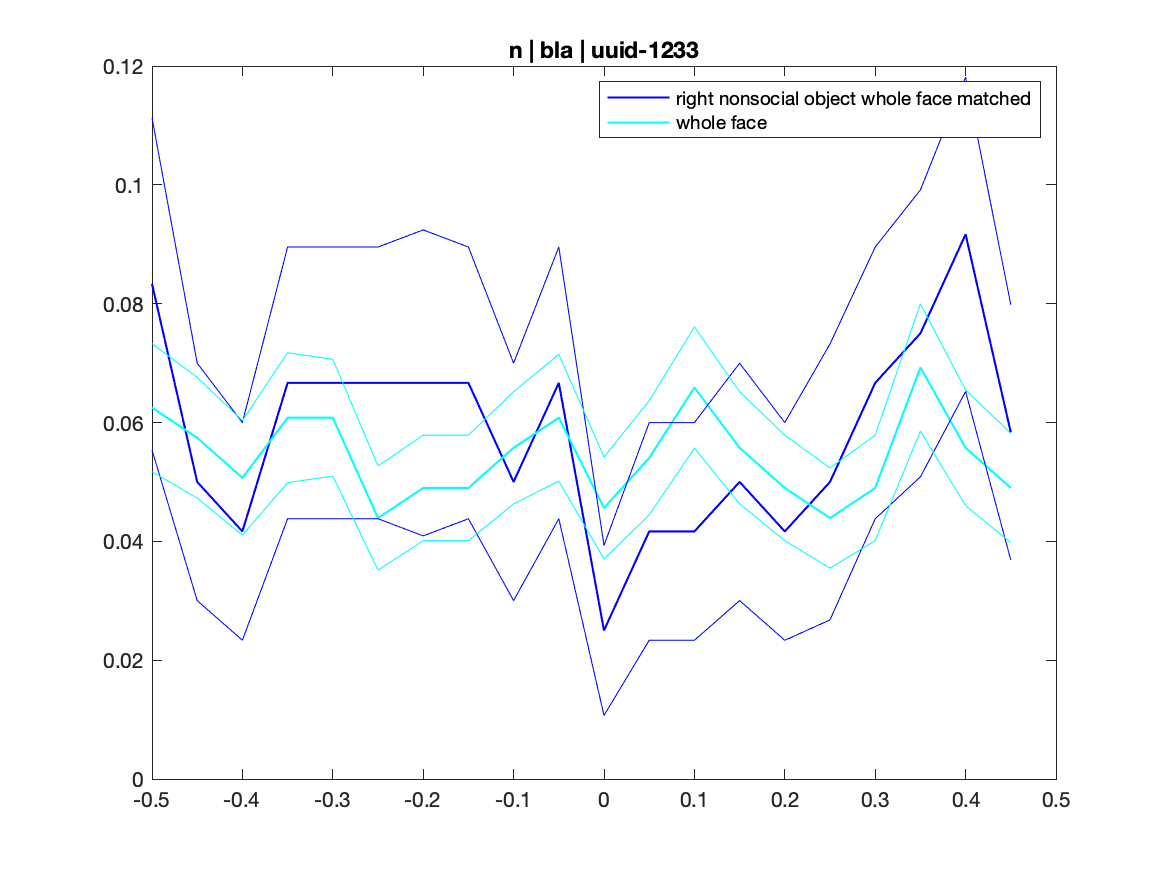 n | bla | uuid-1233
right nonsocial object whole face matched
whole face
0.12
0.1
0.08
0.06
0.04
0.02
0
-0.5 -0.4 -0.3 -0.2 -0.1 0 0.1 0.2 0.3 0.4 0.5